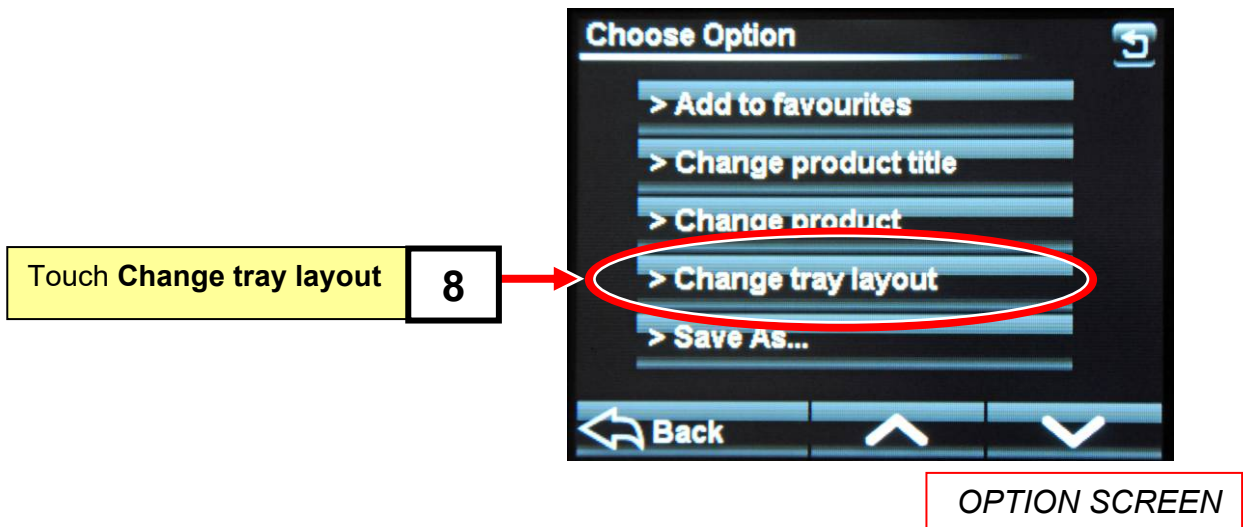 Choose Option
> Add to favourites
> Change product title
> Change product
Touch Change tray layout 8
> Change tray layout
> Save As...
Back
OPTION SCREEN